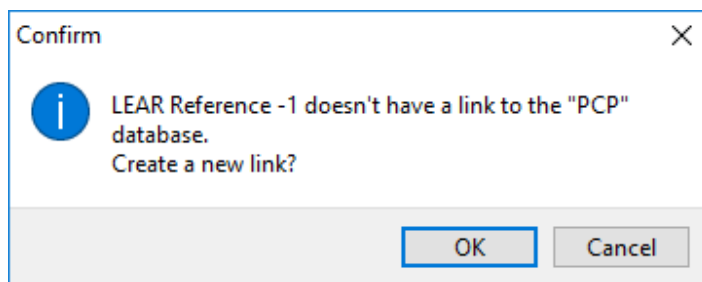 Confirm
LEAR Reference -1 doesn't have a link to the "PCP"
database.
Create a new link?
OK
Cancel